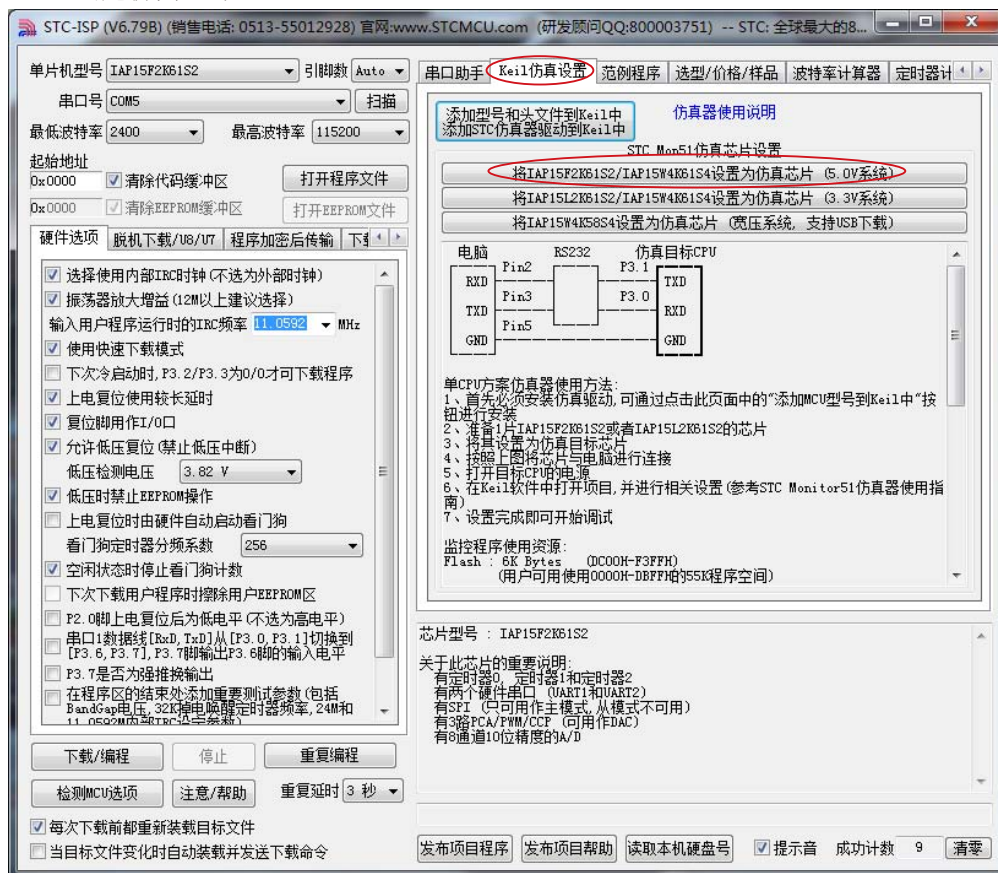 STC-ISP (V6.79B) (销售电话: 0513-55012928) 官网:www.STCMCU.com (研发顾问QQ:800003751) -- STC: 全球最大的8...
单片机型号 IAP15F2K61S2 引脚数 Auto
串口号 COM5 扫描
最低波特率 2400 最高波特率 115200
起始地址
0x0000 清除代码缓冲区 打开程序文件
0x0000 清除EEPROM缓冲区 打开EEPROM文件
硬件选项 脱机下载/U8/U7 程序加密后传输
选择使用内部IRC时钟(不选为外部时钟)
振荡器放大增益(12M以上建议选择)
输入用户程序运行时的IRC频率 11.0592 MHz
使用快速下载模式
下次冷启动时,P3.2/P3.3为0/0才可下载程序
上电复位使用较长延时
复位脚用作I/O口
允许低压复位(禁止低压中断)
低压检测电压 3.82 V
低压时禁止EEPROM操作
上电复位时由硬件自动启动看门狗
看门狗定时器分频系数 256
空闲状态时停止看门狗计数
下次下载用户程序时擦除用户EEPROM区
P2.0脚上电复位后为低电平(不选为高电平)
串口1数据线[RxD,TxD]从[P3.0,P3.1]切换到
[P3.6,P3.7],P3.7脚输出P3.6脚的输入电平
P3.7是否为强推挽输出
在程序区的结束处添加重要测试参数(包括
BandGap电压,32K掉电唤醒定时器频率,24M和
11.0592M内部IRC设定参数)
下载/编程 停止 重复编程
检测MCU选项 注意/帮助 重复延时 3 秒
每次下载前都重新装载目标文件
当目标文件变化时自动装载并发送下载命令
串口助手 Keil仿真设置 范例程序 选型/价格/样品 波特率计算器 定时器计
添加型号和头文件到Keil中
添加STC仿真器驱动到Keil中
仿真器使用说明
STC Mon51仿真芯片设置
将IAP15F2K61S2/IAP15W4K61S4设置为仿真芯片 (5.0V系统)
将IAP15L2K61S2/IAP15W4K61S4设置为仿真芯片 (3.3V系统)
将IAP15W4K58S4设置为仿真芯片 (宽压系统, 支持USB下载)
电脑 RS232 仿真目标CPU
Pin2 P3.1
RXD TXD
Pin3 P3.0
TXD RXD
Pin5
GND GND
单CPU方案仿真器使用方法:
1、首先必须安装仿真驱动,可通过点击此页面中的"添加MCU型号到Keil中"按
钮进行安装
2、准备1片IAP15F2K61S2或者IAP15L2K61S2的芯片
3、将其设置为仿真目标芯片
4、按照上图将芯片与电脑进行连接
5、打开目标CPU的电源
6、在Keil软件中打开项目,并进行相关设置(参考STC Monitor51仿真器使用指
南)
7、设置完成即可开始调试
监控程序使用资源:
Flash : 6K Bytes (DC00H-F3FFH)
(用户可用使用0000H-DBFFH的55K程序空间)
芯片型号 : IAP15F2K61S2
关于此芯片的重要说明:
有定时器0, 定时器1和定时器2
有两个硬件串口 (UART1和UART2)
有SPI (只可用作主模式,从模式不可用)
有3路PCA/PWM/CCP (可用作DAC)
有8通道10位精度的A/D
发布项目程序 发布项目帮助 读取本机硬盘号 提示音 成功计数 9 清零